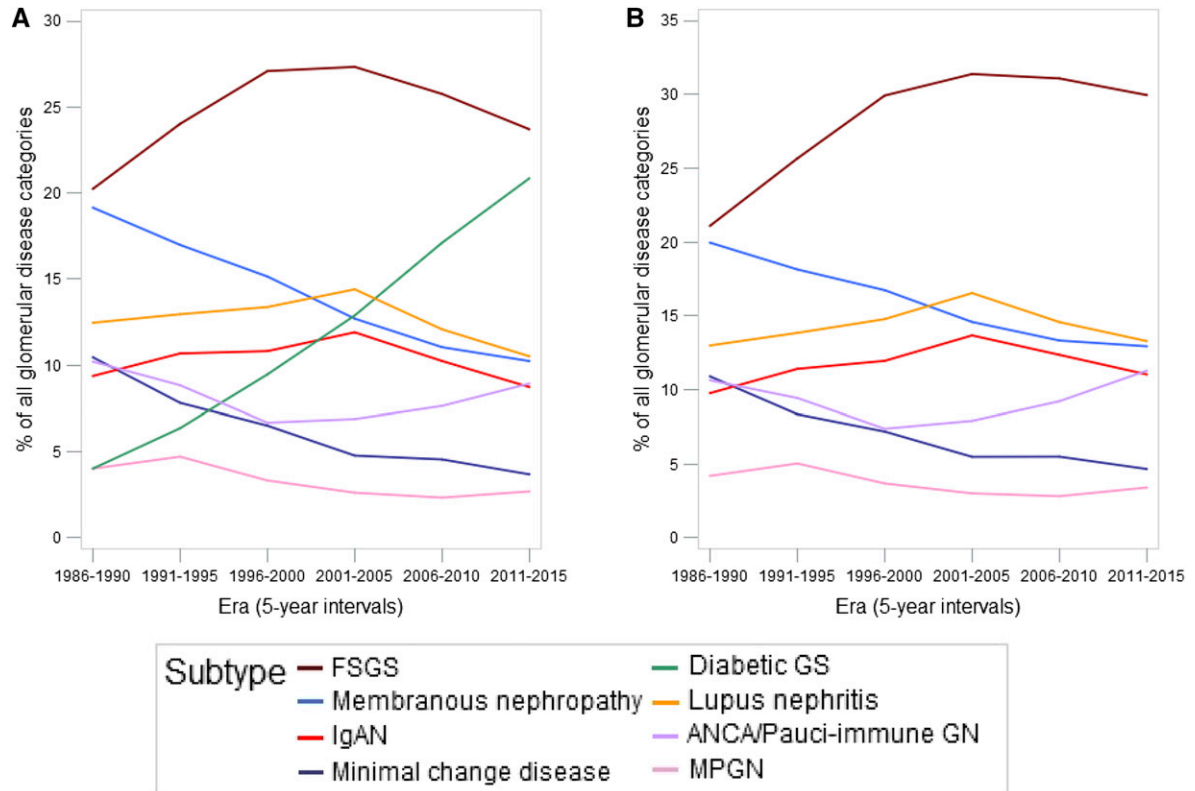 A
% of all glomerular disease categories
30
25
20
15
10
5
0
1986-1990 1991-1995 1996-2000 2001-2005 2006-2010 2011-2015
Era (5-year intervals)
B
% of all glomerular disease categories
35
30
25
20
15
10
5
0
1986-1990 1991-1995 1996-2000 2001-2005 2006-2010 2011-2015
Era (5-year intervals)
Subtype
FSGS
Membranous nephropathy
IgAN
Minimal change disease
Diabetic GS
Lupus nephritis
ANCA/Pauci-immune GN
MPGN